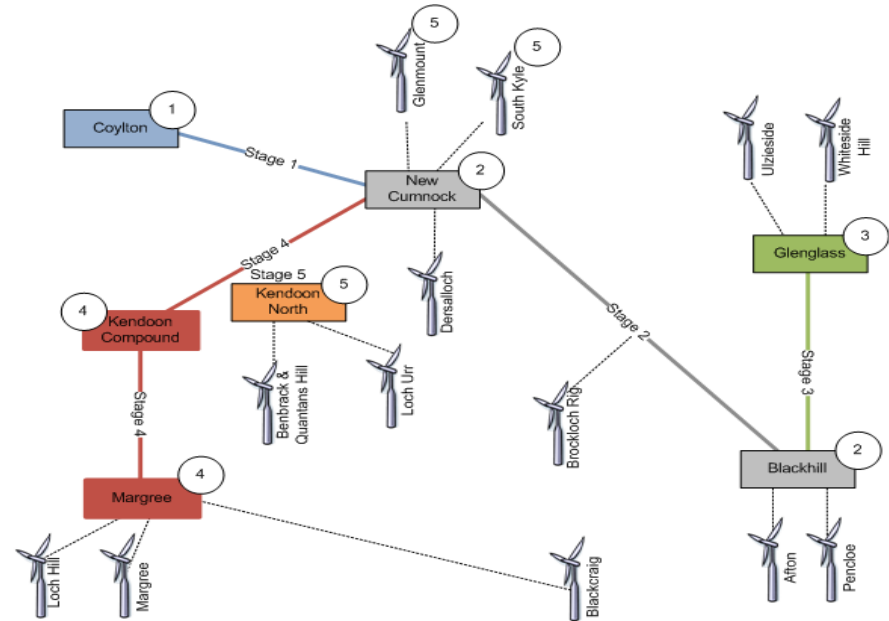 5
5
Glenmount
South Kyle
1
Coylton
Stage 1
2
New
Cumnock
Ulzieside
Whiteside
Hill
3
Glenglass
Stage 4
Stage 5
5
Kendoon
North
Dersalloch
4
Kendoon
Compound
Stage 2
Stage 3
Stage 4
Benbrack &
Quantans Hill
Loch Urr
Brockloch Rig
2
Blackhill
4
Margree
Loch Hill
Margree
Blackcraig
Afton
Pencloe